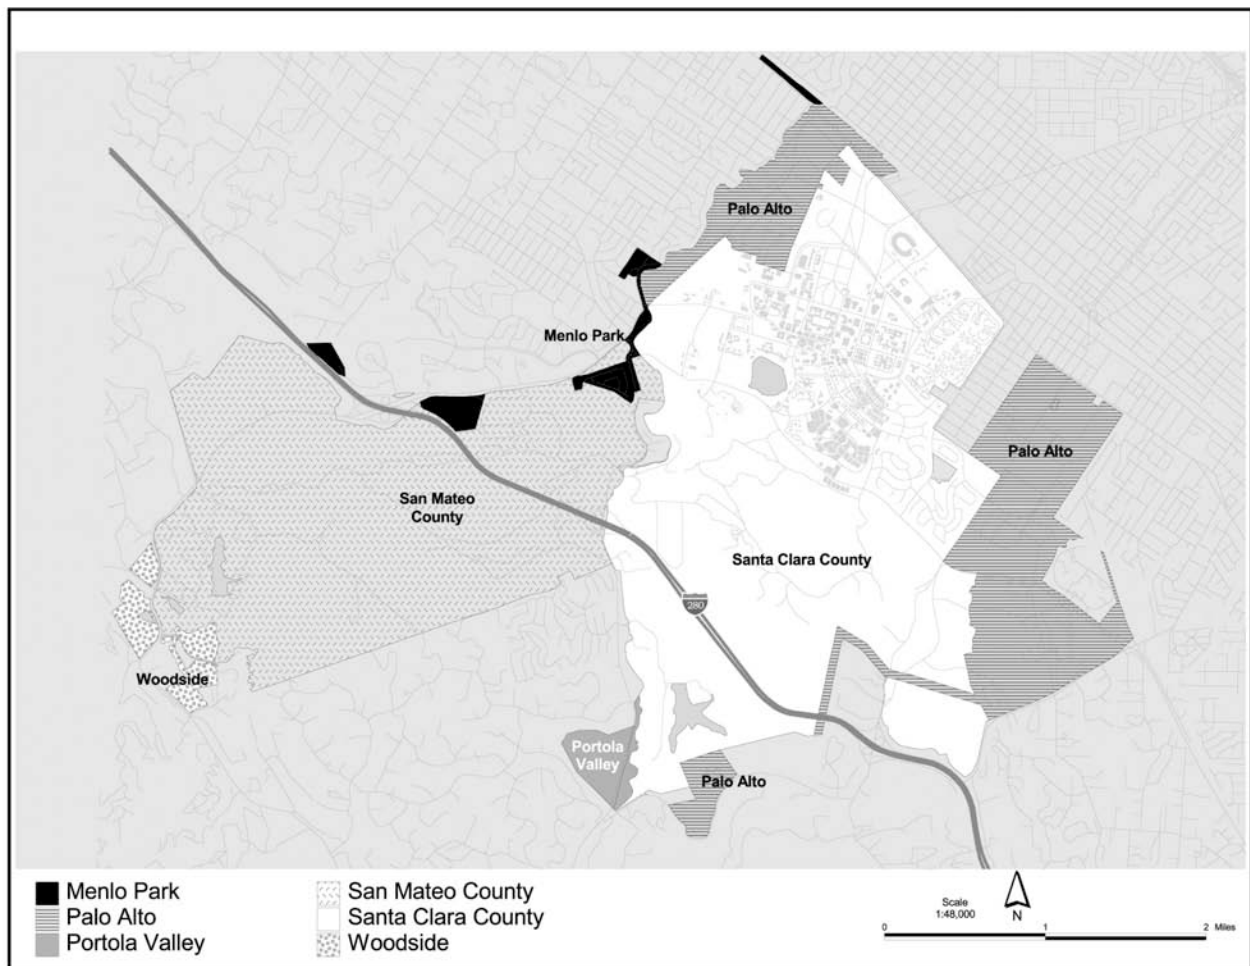 Palo Alto
Menlo Park
Palo Alto
San Mateo
County
Santa Clara County
280
Woodside
Portola
Valley
Palo Alto
Menlo Park
Palo Alto
Portola Valley
San Mateo County
Santa Clara County
Woodside
Scale
1:48,000
N
0 1 2 Miles